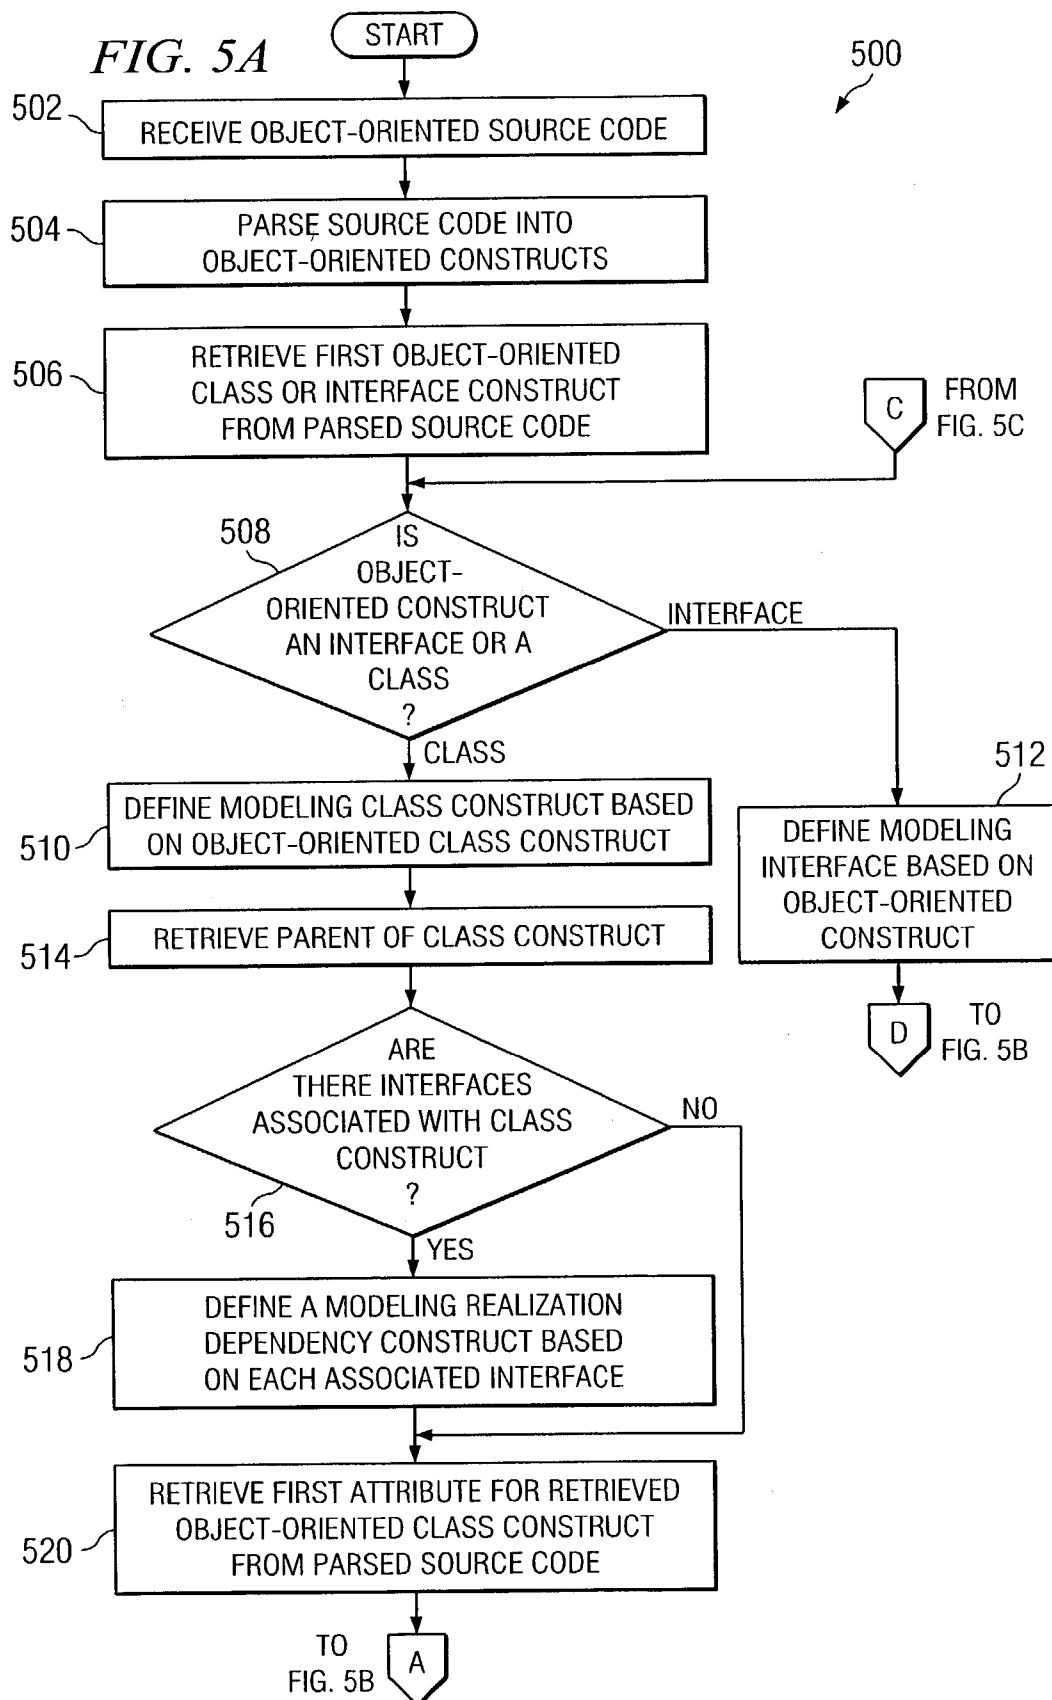 FIG. 5A
START
500
502
RECEIVE OBJECT-ORIENTED SOURCE CODE
504
PARSE SOURCE CODE INTO
OBJECT-ORIENTED CONSTRUCTS
506
RETRIEVE FIRST OBJECT-ORIENTED
CLASS OR INTERFACE CONSTRUCT
FROM PARSED SOURCE CODE
C
FROM
FIG. 5C
508
IS
OBJECT-
ORIENTED CONSTRUCT
AN INTERFACE OR A
CLASS
?
INTERFACE
CLASS
510
DEFINE MODELING CLASS CONSTRUCT BASED
ON OBJECT-ORIENTED CLASS CONSTRUCT
512
DEFINE MODELING
INTERFACE BASED ON
OBJECT-ORIENTED
CONSTRUCT
514
RETRIEVE PARENT OF CLASS CONSTRUCT
D
TO
FIG. 5B
ARE
THERE INTERFACES
ASSOCIATED WITH CLASS
CONSTRUCT
?
516
NO
YES
518
DEFINE A MODELING REALIZATION
DEPENDENCY CONSTRUCT BASED
ON EACH ASSOCIATED INTERFACE
520
RETRIEVE FIRST ATTRIBUTE FOR RETRIEVED
OBJECT-ORIENTED CLASS CONSTRUCT
FROM PARSED SOURCE CODE
TO
FIG. 5B
A